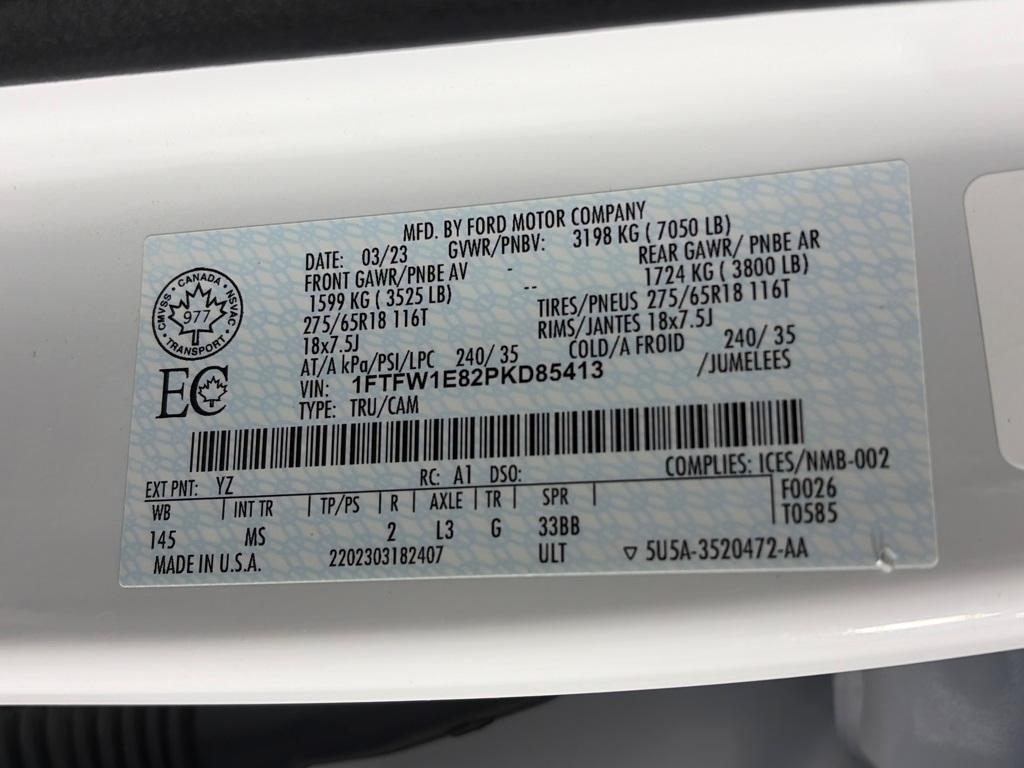 MFD. BY FORD MOTOR COMPANY
DATE: 03/23 GVWR/PNBV: 3198 KG ( 7050 LB)
FRONT GAWR/PNBE AV - REAR GAWR/ PNBE AR
1599 KG ( 3525 LB) -- 1724 KG ( 3800 LB)
275/65R18 116T TIRES/PNEUS 275/65R18 116T
18x7.5J RIMS/JANTES 18x7.5J
AT/A kPa/PSI/LPC 240/ 35 COLD/A FROID 240/ 35
VIN: 1FTFW1E82PKD85413 /JUMELEES
TYPE: TRU/CAM
CMVSS · CANADA · NSVAC · TRANSPORT ·
977
EC
COMPLIES: ICES/NMB-002
EXT PNT: YZ RC: A1 DSO:
WB | INT TR | TP/PS | R | AXLE | TR | SPR | F0026
145 MS 2 L3 G 33BB T0585
MADE IN U.S.A. 2202303182407 ULT ▽ 5U5A-3520472-AA